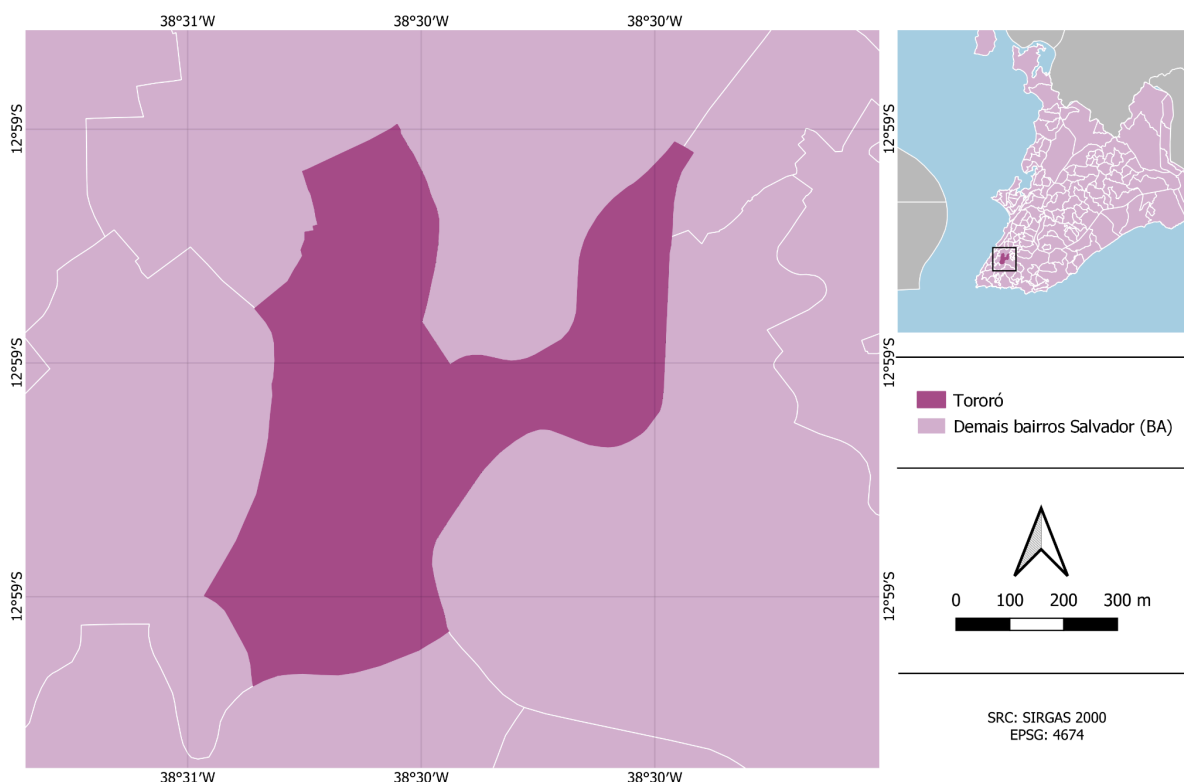 38°31′W 38°30′W 38°30′W
12°59′S 12°59′S
12°59′S 12°59′S
12°59′S 12°59′S
38°31′W 38°30′W 38°30′W
Tororó
Demais bairros Salvador (BA)
0 100 200 300 m
SRC: SIRGAS 2000
EPSG: 4674